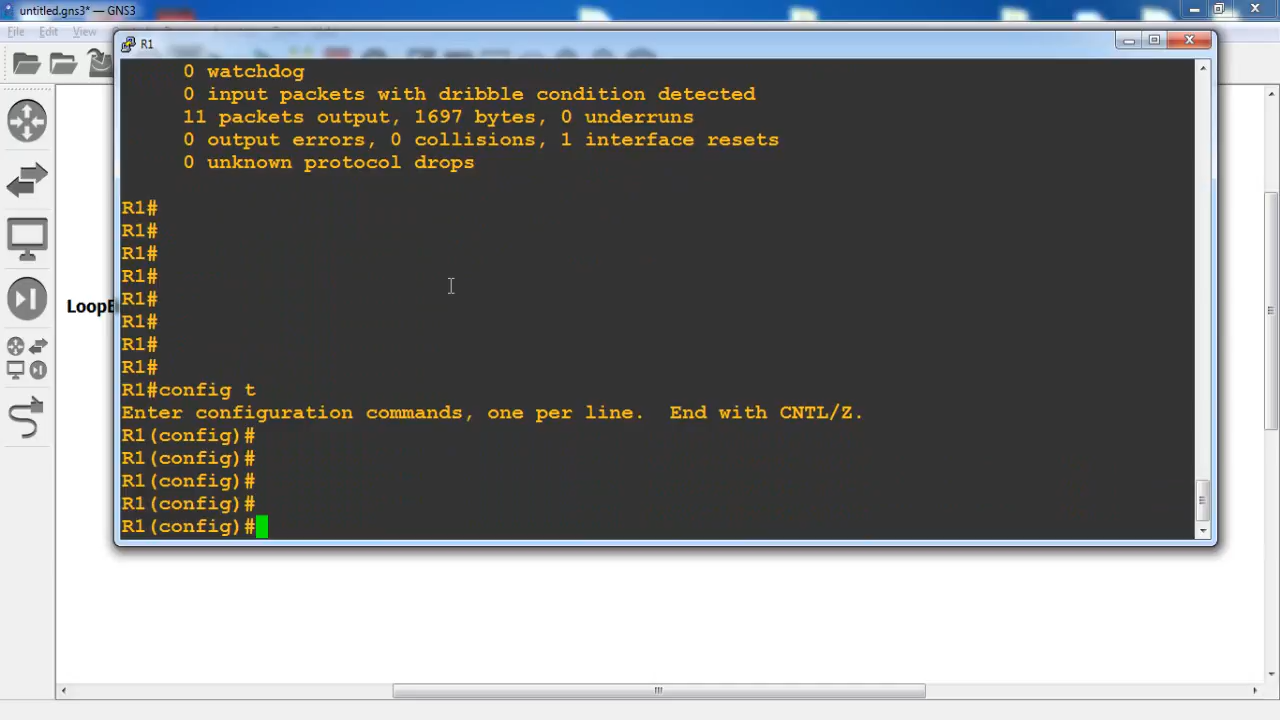 untitled.gns3* — GNS3
File Edit View
R1
0 watchdog
0 input packets with dribble condition detected
11 packets output, 1697 bytes, 0 underruns
0 output errors, 0 collisions, 1 interface resets
0 unknown protocol drops
R1#
R1#
R1#
R1#
R1#
R1#
R1#
R1#
R1#config t
Enter configuration commands, one per line.  End with CNTL/Z.
R1(config)#
R1(config)#
R1(config)#
R1(config)#
R1(config)#